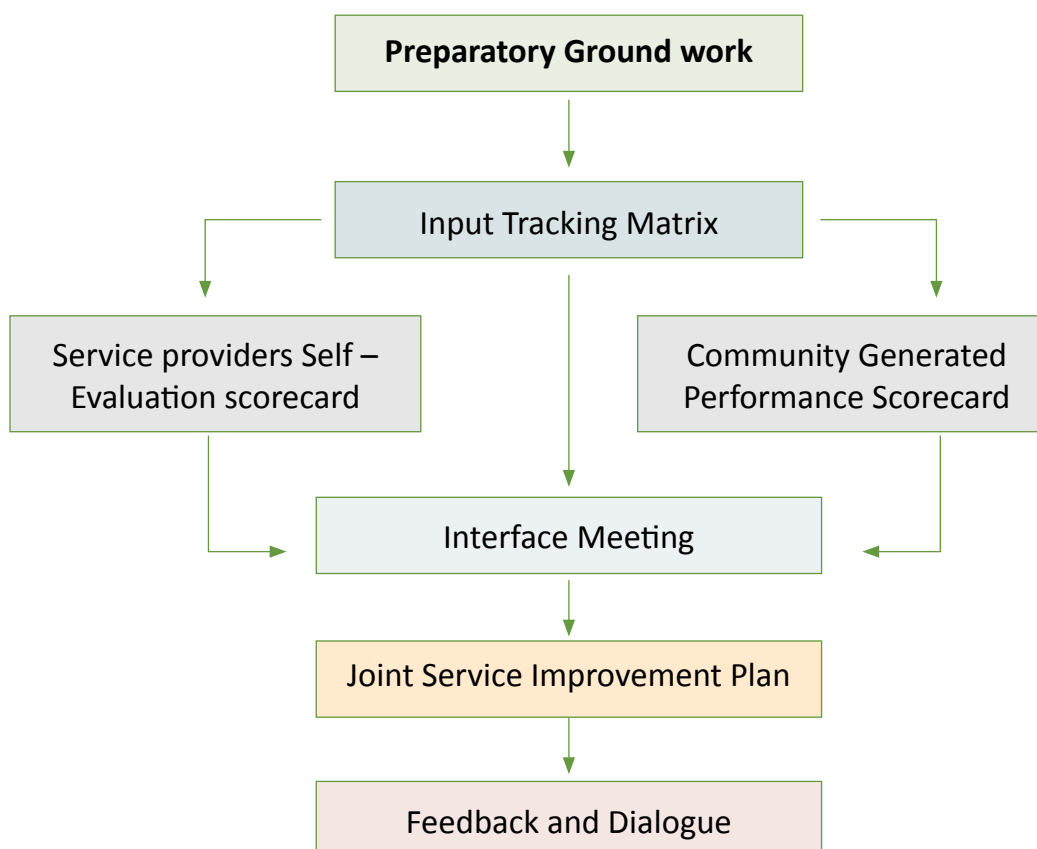 Preparatory Ground work
Input Tracking Matrix
Service providers Self –
Evaluation scorecard
Community Generated
Performance Scorecard
Interface Meeting
Joint Service Improvement Plan
Feedback and Dialogue